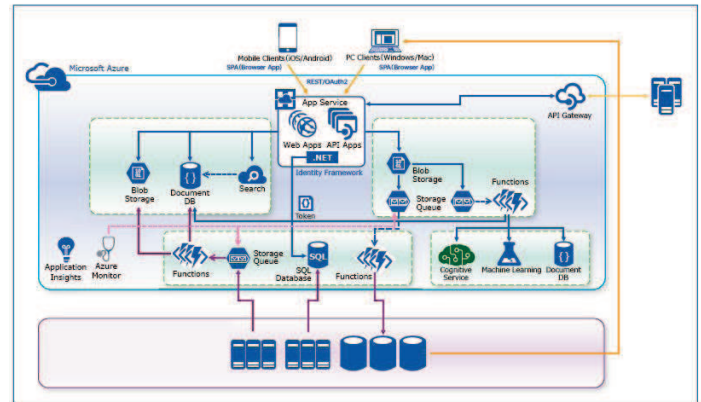 Mobile Clients(iOS/Android)
SPA(Browser App)
PC Clients(Windows/Mac)
SPA(Browser App)
Microsoft Azure
REST/OAuth2
App Service
Web Apps
API Apps
.NET
Identity Framework
API Gateway
Blob
Storage
Document
DB
Search
Blob
Storage
Storage
Queue
Functions
Token
Application
Insights
Azure
Monitor
Functions
Storage
Queue
SQL
SQL
Database
Functions
Cognitive
Service
Machine Learning
Document
DB